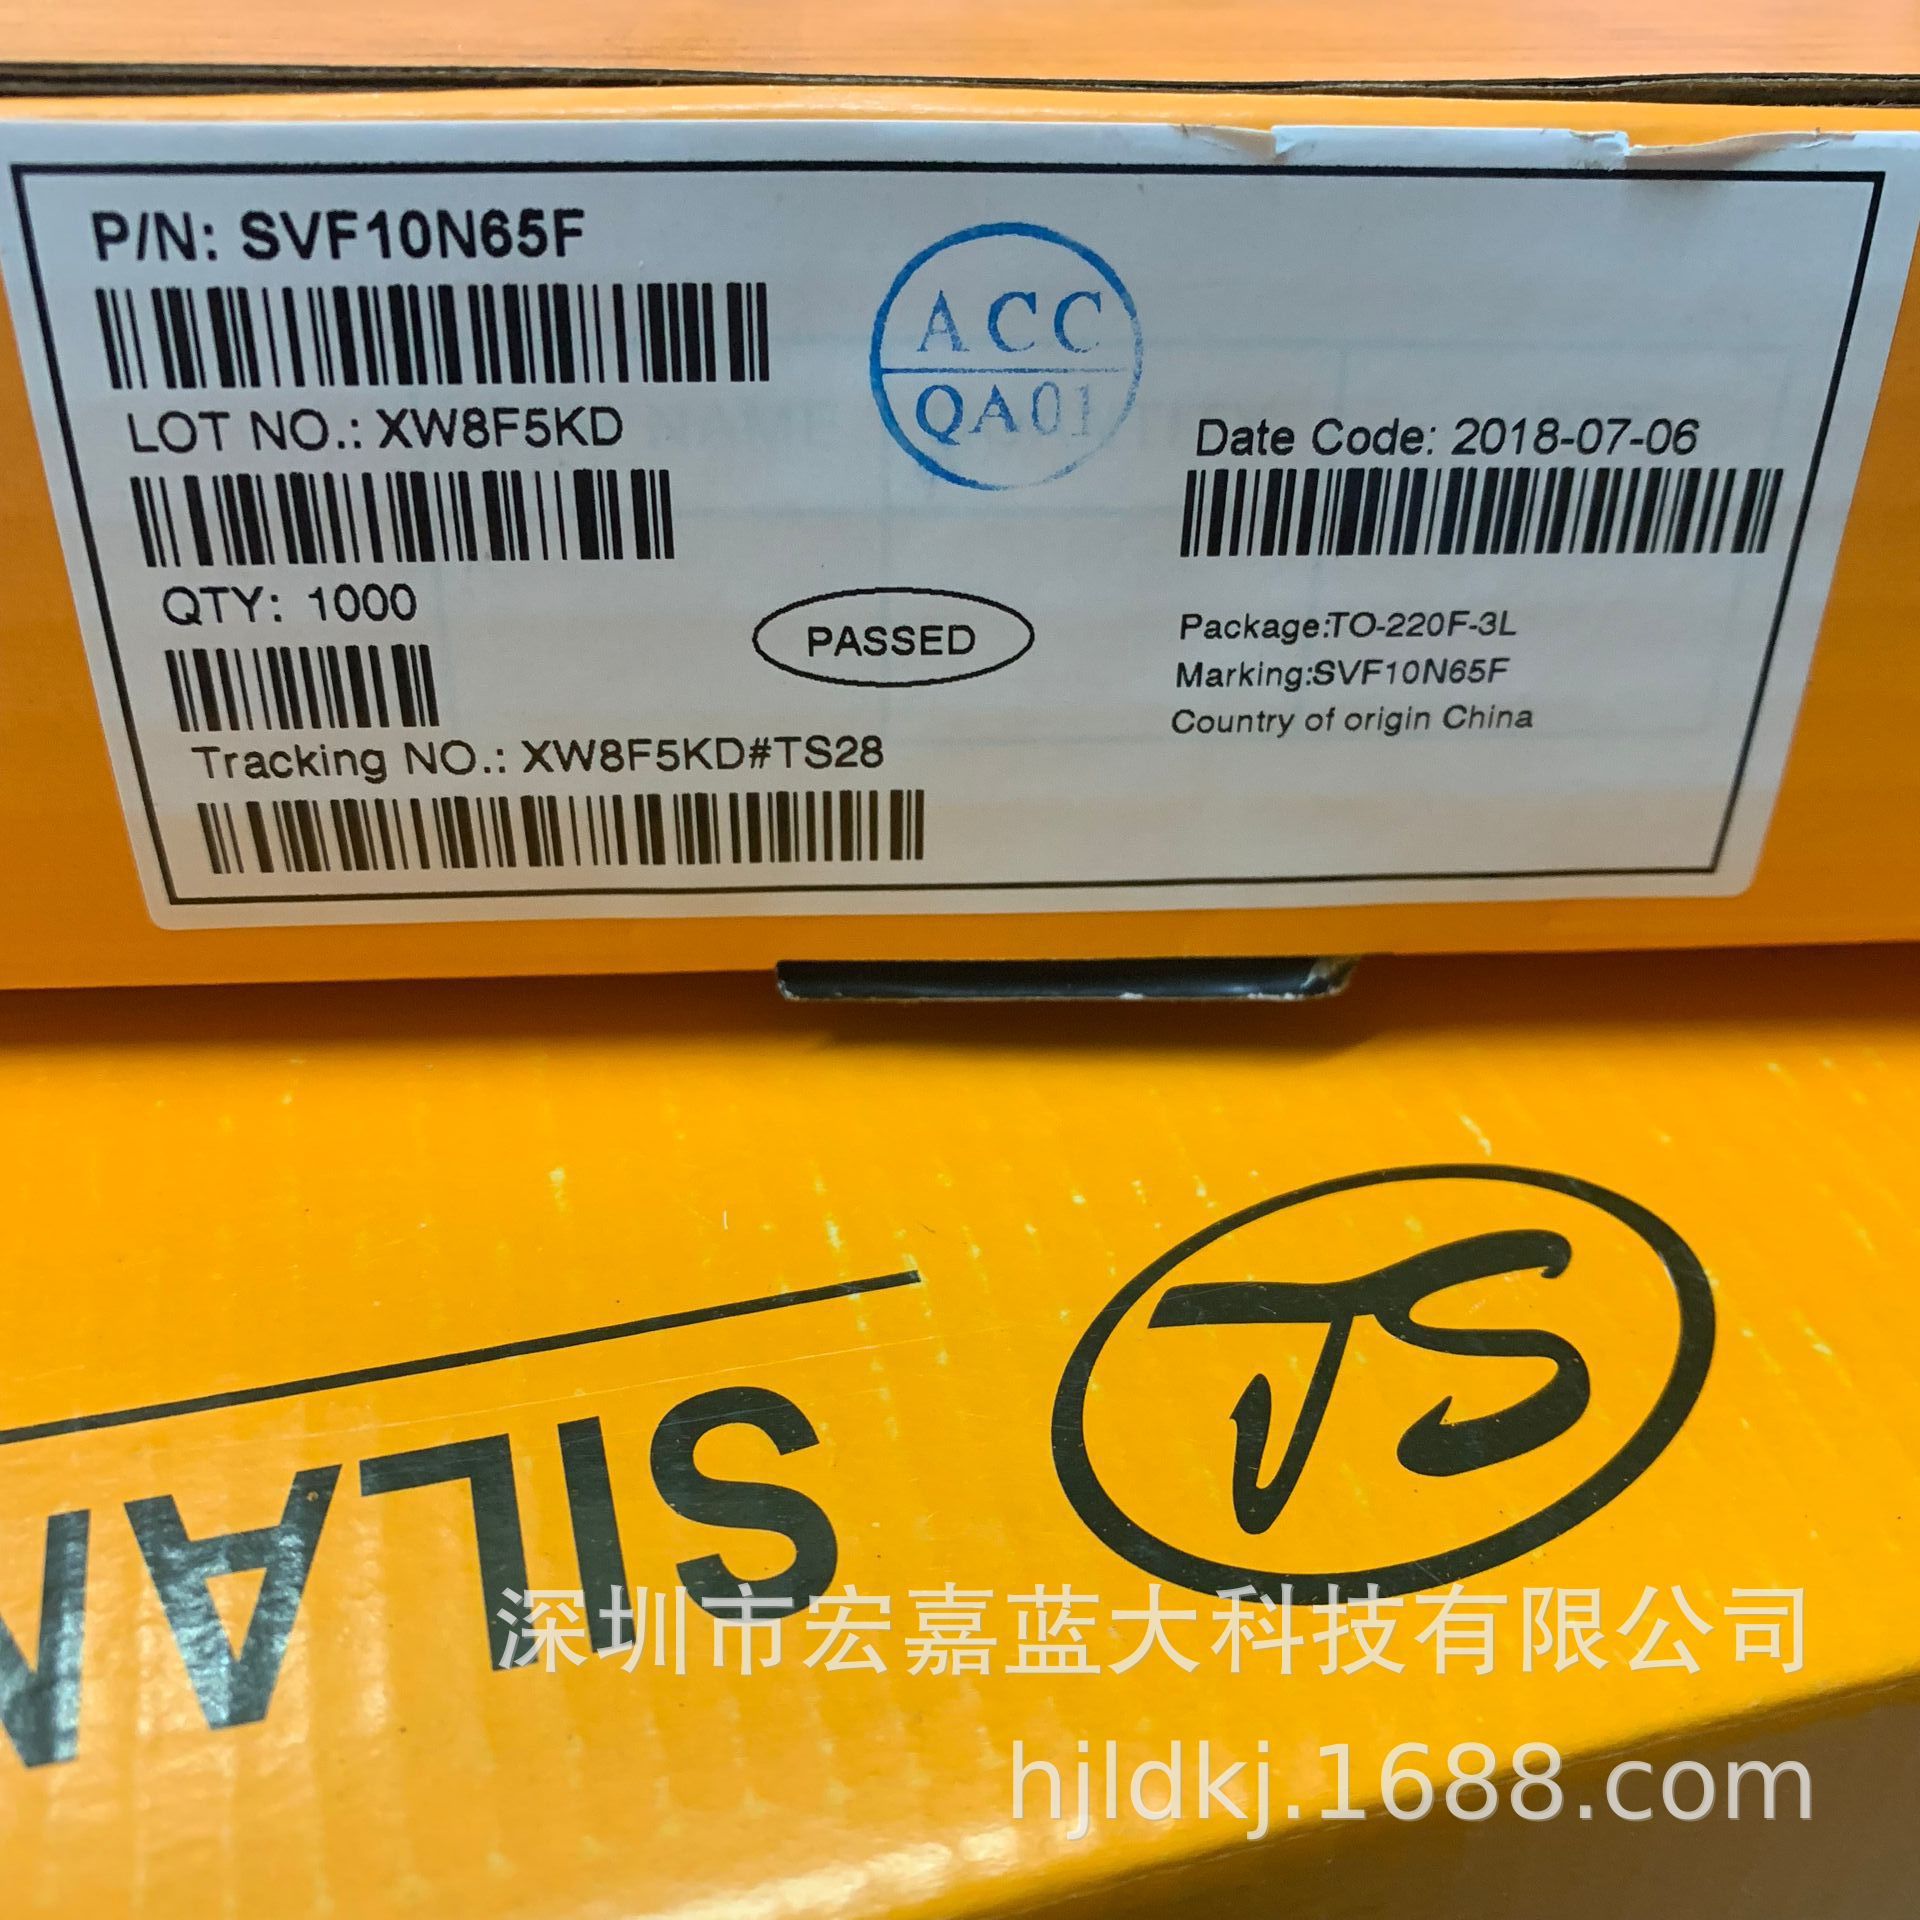 P/N: SVF10N65F
ACC
QA01
LOT NO.: XW8F5KD
Date Code: 2018-07-06
QTY: 1000
PASSED
Package:TO-220F-3L
Marking:SVF10N65F
Country of origin China
Tracking NO.: XW8F5KD#TS28
TS
SILAN
深圳市宏嘉蓝大科技有限公司
hjldkj.1688.com